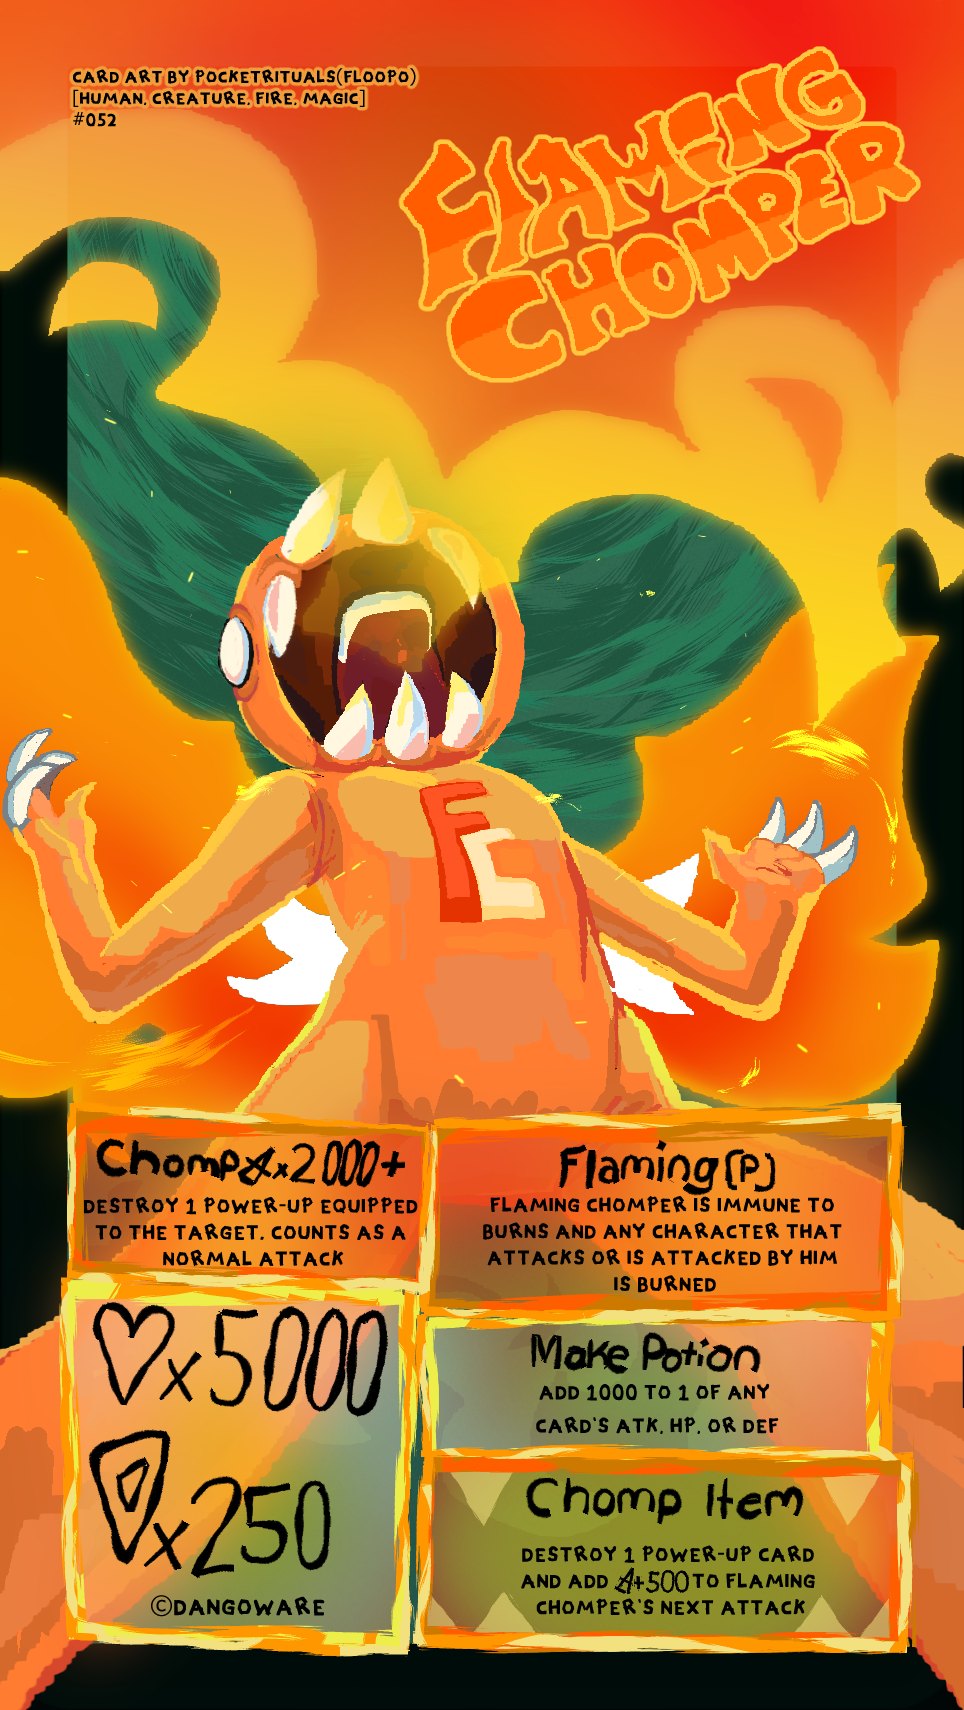 CARD ART BY POCKETRITUALS(FLOOPO)
[HUMAN, CREATURE, FIRE, MAGIC]
#052
FLAMING
CHOMPER
FC
Chomp x2000+
DESTROY 1 POWER-UP EQUIPPED
TO THE TARGET. COUNTS AS A
NORMAL ATTACK
Flaming(P)
FLAMING CHOMPER IS IMMUNE TO
BURNS AND ANY CHARACTER THAT
ATTACKS OR IS ATTACKED BY HIM
IS BURNED
x5000
x250
©DANGOWARE
Make Potion
ADD 1000 TO 1 OF ANY
CARD'S ATK, HP, OR DEF
Chomp Item
DESTROY 1 POWER-UP CARD
AND ADD +500 TO FLAMING
CHOMPER'S NEXT ATTACK